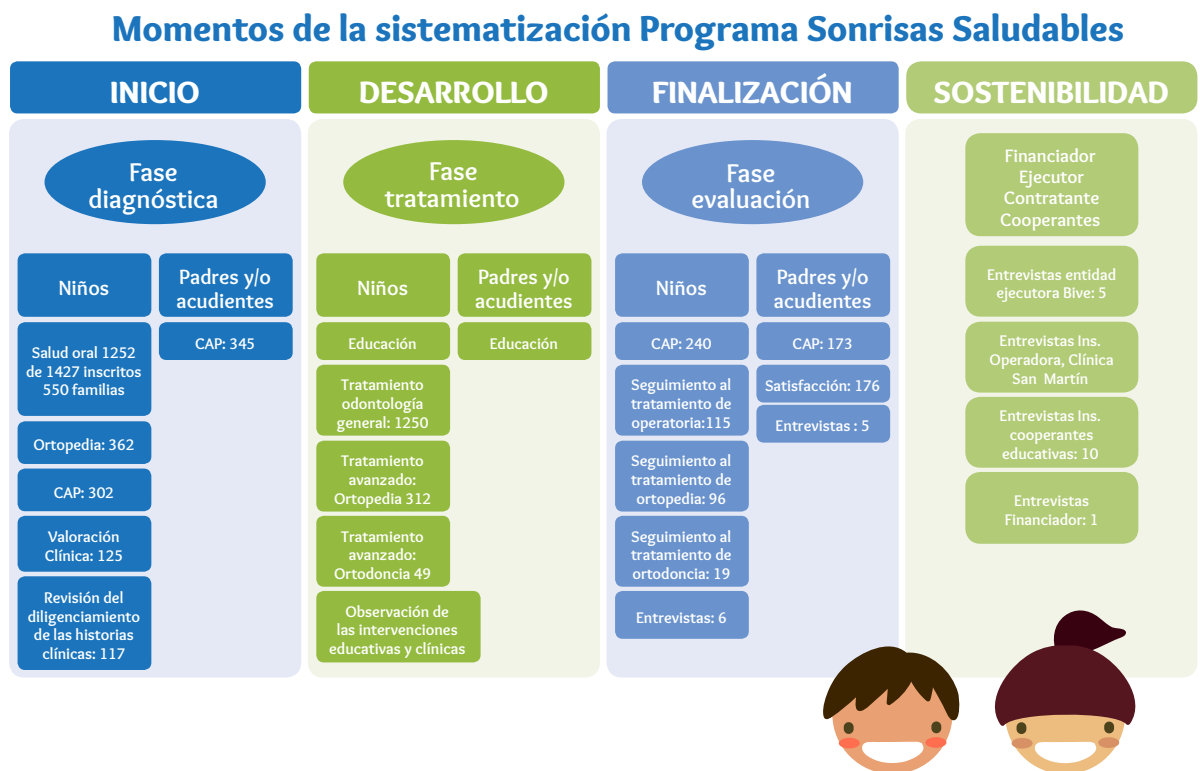 Momentos de la sistematización Programa Sonrisas Saludables
INICIO
Fase
diagnóstica
Niños
Salud oral 1252
de 1427 inscritos
550 familias
Ortopedia: 362
CAP: 302
Valoración
Clínica: 125
Revisión del
diligenciamiento
de las historias
clínicas: 117
Padres y/o
acudientes
CAP: 345
DESARROLLO
Fase
tratamiento
Niños
Educación
Tratamiento
odontología
general: 1250
Tratamiento
avanzado:
Ortopedia 312
Tratamiento
avanzado:
Ortodoncia 49
Observación de
las intervenciones
educativas y clínicas
Padres y/o
acudientes
Educación
FINALIZACIÓN
Fase
evaluación
Niños
CAP: 240
Seguimiento al
tratamiento de
operatoria:115
Seguimiento al
tratamiento de
ortopedia: 96
Seguimiento al
tratamiento de
ortodoncia: 19
Entrevistas: 6
Padres y/o
acudientes
CAP: 173
Satisfacción: 176
Entrevistas : 5
SOSTENIBILIDAD
Financiador
Ejecutor
Contratante
Cooperantes
Entrevistas entidad
ejecutora Bive: 5
Entrevistas Ins.
Operadora, Clínica
San Martín
Entrevistas Ins.
cooperantes
educativas: 10
Entrevistas
Financiador: 1